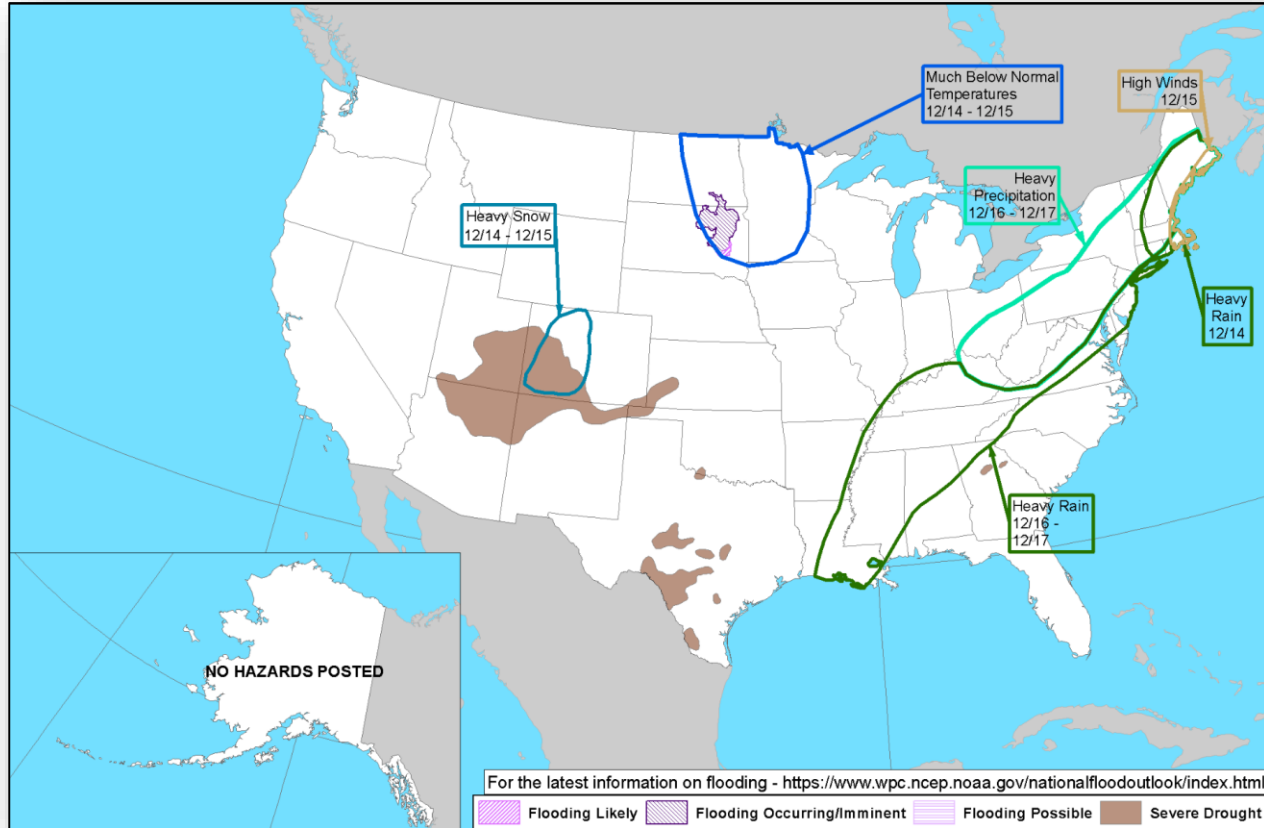 Much Below Normal
Temperatures
12/14 - 12/15
High Winds
12/15
Heavy
Precipitation
12/16 - 12/17
Heavy Snow
12/14 - 12/15
Heavy
Rain
12/14
Heavy Rain
12/16 -
12/17
NO HAZARDS POSTED
For the latest information on flooding - https://www.wpc.ncep.noaa.gov/nationalfloodoutlook/index.html
Flooding Likely
Flooding Occurring/Imminent
Flooding Possible
Severe Drought